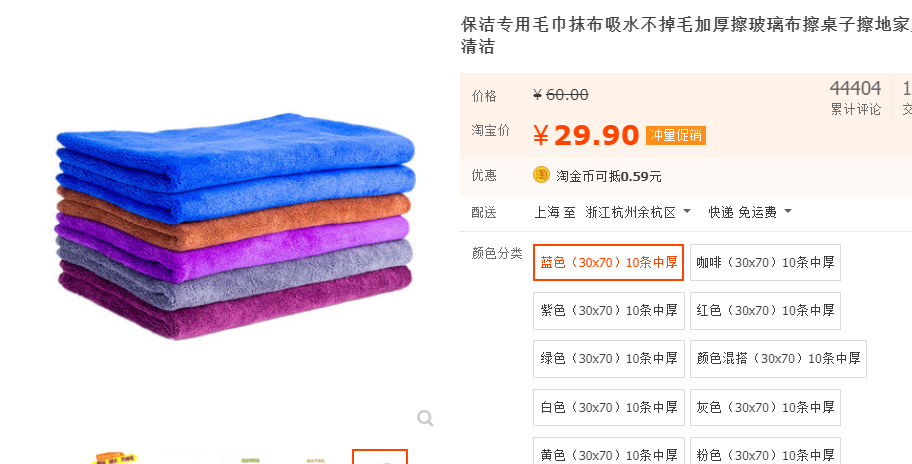 保洁专用毛巾抹布吸水不掉毛加厚擦玻璃布擦桌子擦地家
清洁
价格
¥ 60.00
44404
1
累计评论
交
淘宝价
¥ 29.90 冲量促销
优惠
淘 淘金币可抵0.59元
配送
上海 至 浙江杭州余杭区 快递 免运费
颜色分类
蓝色（30x70）10条中厚
咖啡（30x70）10条中厚
紫色（30x70）10条中厚
红色（30x70）10条中厚
绿色（30x70）10条中厚
颜色混搭（30x70）10条中厚
白色（30x70）10条中厚
灰色（30x70）10条中厚
黄色（30x70）10条中厚
粉色（30x70）10条中厚